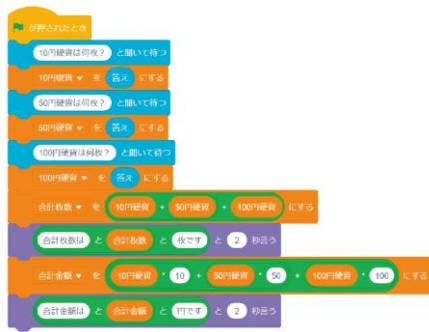 が押されたとき
10円硬貨は何枚？ と聞いて待つ
10円硬貨 を 答え にする
50円硬貨は何枚？ と聞いて待つ
50円硬貨 を 答え にする
100円硬貨は何枚？ と聞いて待つ
100円硬貨 を 答え にする
合計枚数 を 10円硬貨 + 50円硬貨 + 100円硬貨 にする
合計枚数は と 合計枚数 と 枚です と 2 秒言う
合計金額 を 10円硬貨 * 10 + 50円硬貨 * 50 + 100円硬貨 * 100 にする
合計金額は と 合計金額 と 円です と 2 秒言う